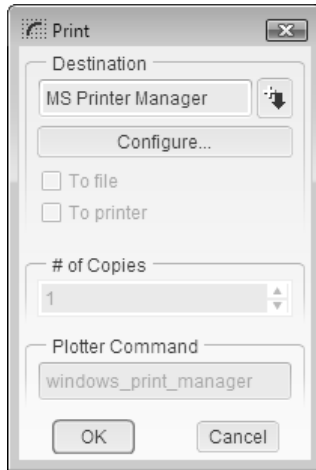 Print
Destination
MS Printer Manager
Configure...
To file
To printer
# of Copies
1
Plotter Command
windows_print_manager
OK Cancel